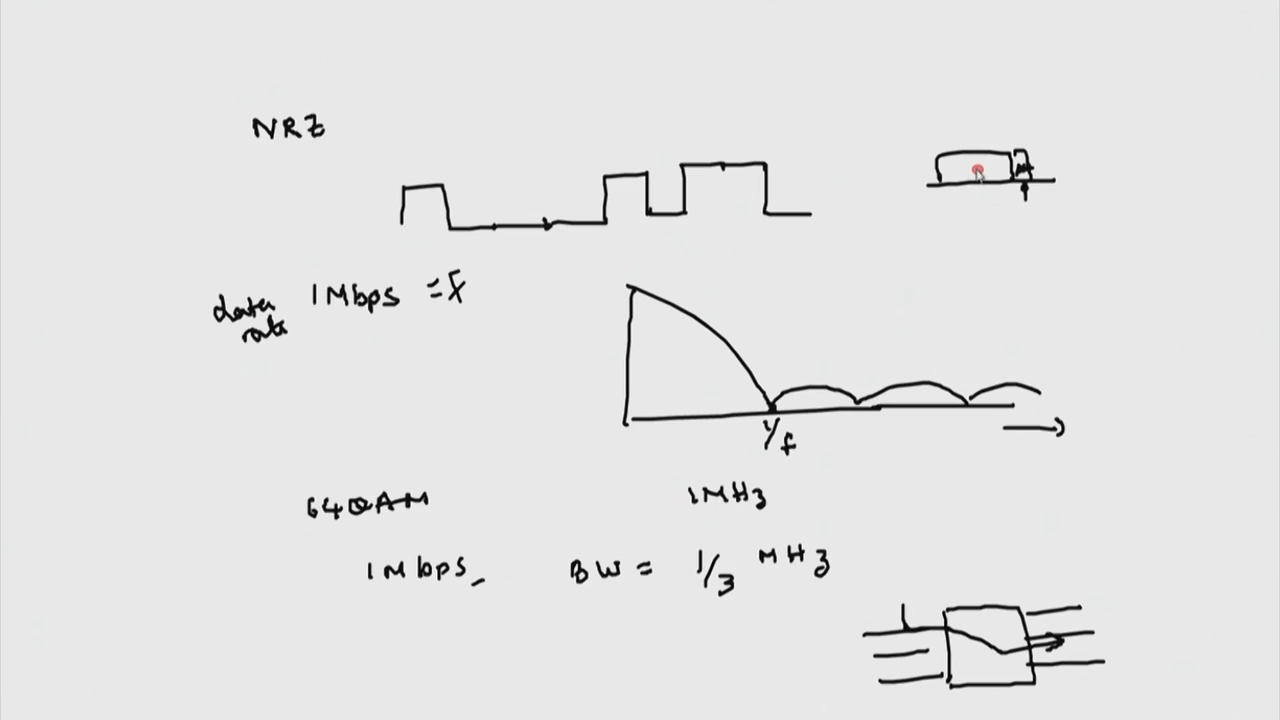 NRZ
data rate 1Mbps = f
1/f
64QAM 1MHz
1Mbps BW = 1/3 MHz